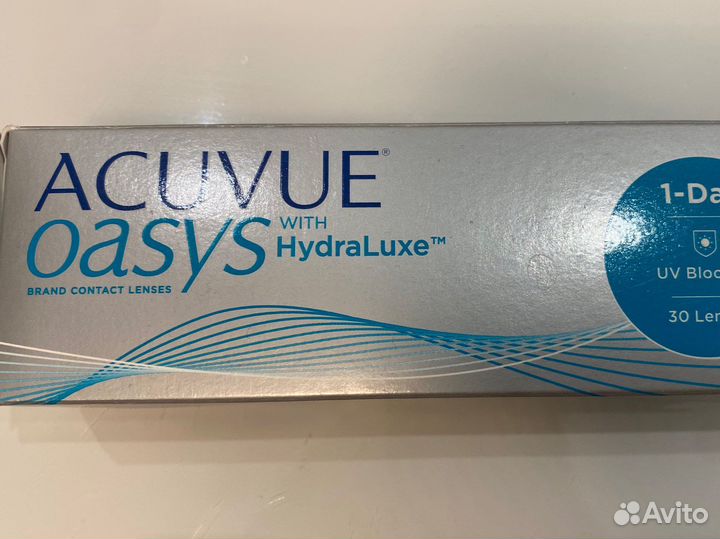 ACUVUE®
oasys WITH HydraLuxe™
BRAND CONTACT LENSES
1-Da
UV Bloc
30 Len
Avito